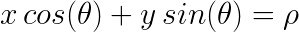 x cos(θ) + y sin(θ) = ρ